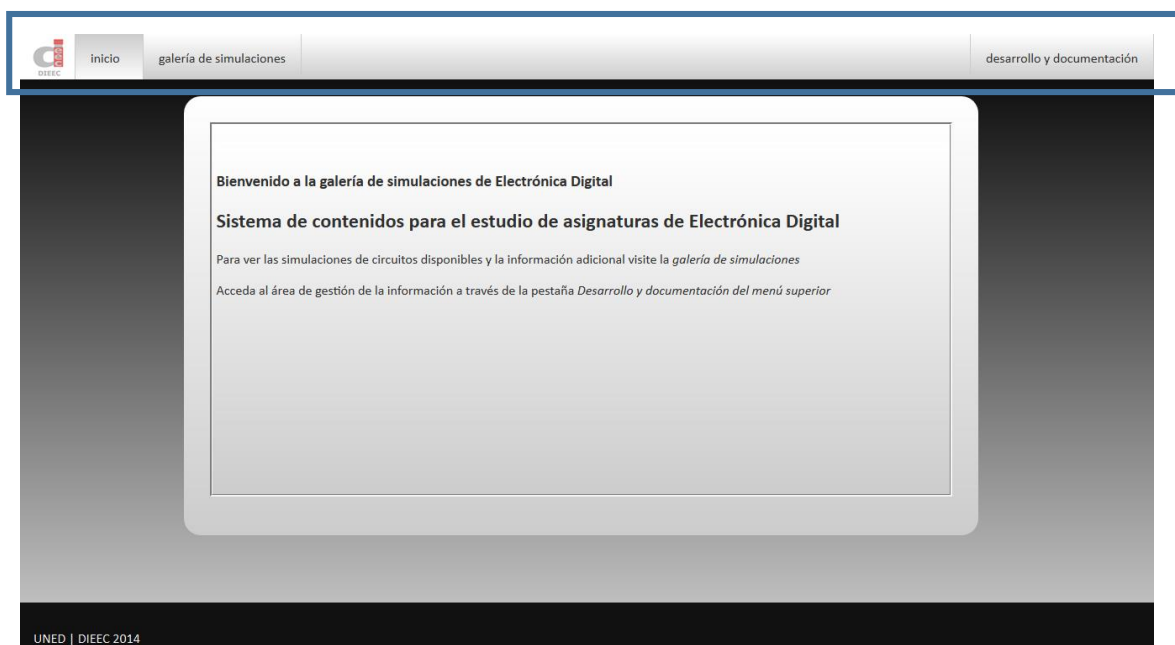 DIEEC
inicio
galería de simulaciones
desarrollo y documentación
Bienvenido a la galería de simulaciones de Electrónica Digital
Sistema de contenidos para el estudio de asignaturas de Electrónica Digital
Para ver las simulaciones de circuitos disponibles y la información adicional visite la galería de simulaciones
Acceda al área de gestión de la información a través de la pestaña Desarrollo y documentación del menú superior
UNED | DIEEC 2014